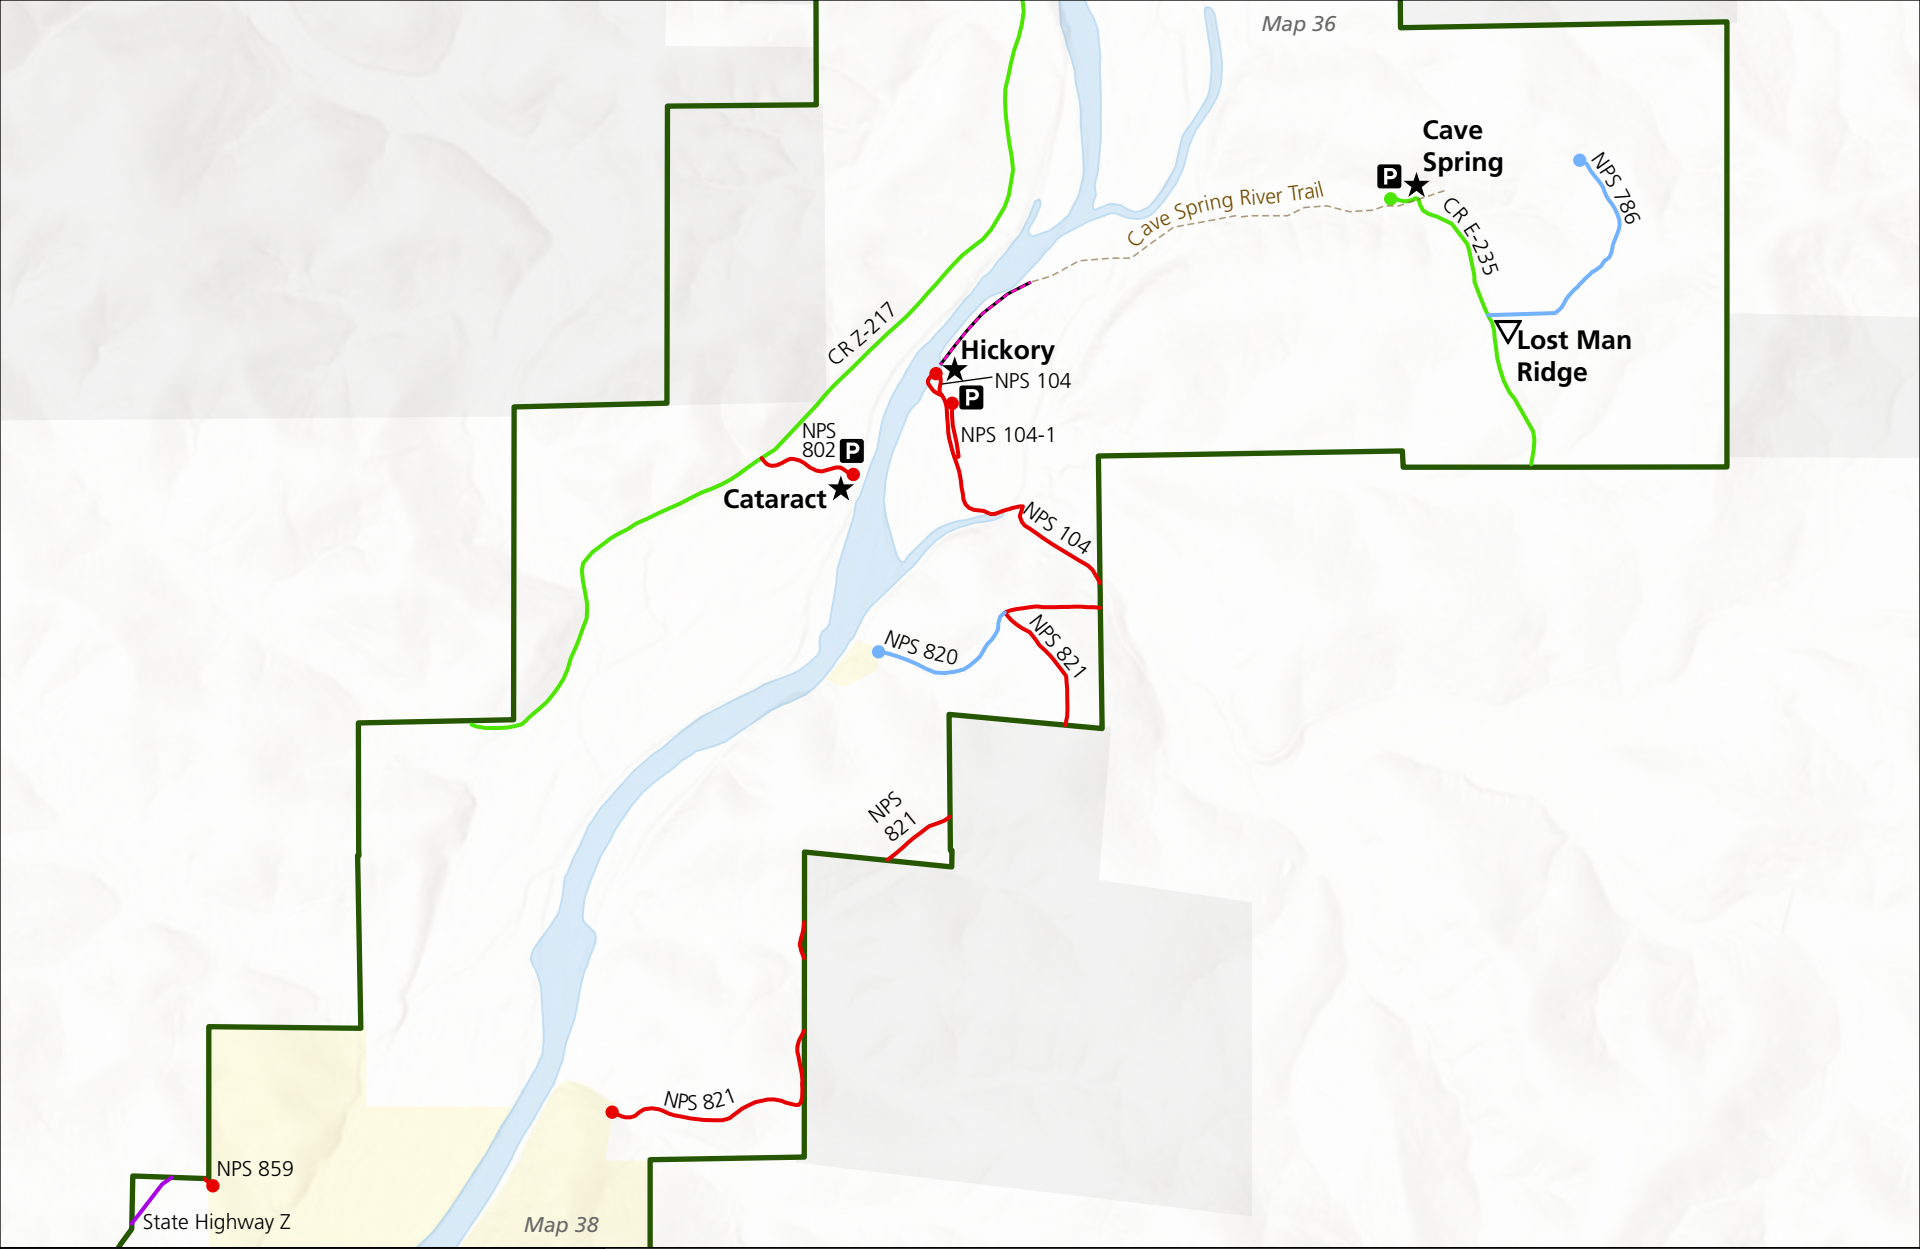 Map 36
Cave
Spring
P
NPS 786
Cave Spring River Trail
CR E-235
CR Z-217
Lost Man
Ridge
Hickory
NPS 104
P
NPS 104-1
NPS
802
P
Cataract
NPS 104
NPS 820
NPS 821
NPS
821
NPS 821
NPS 859
State Highway Z
Map 38